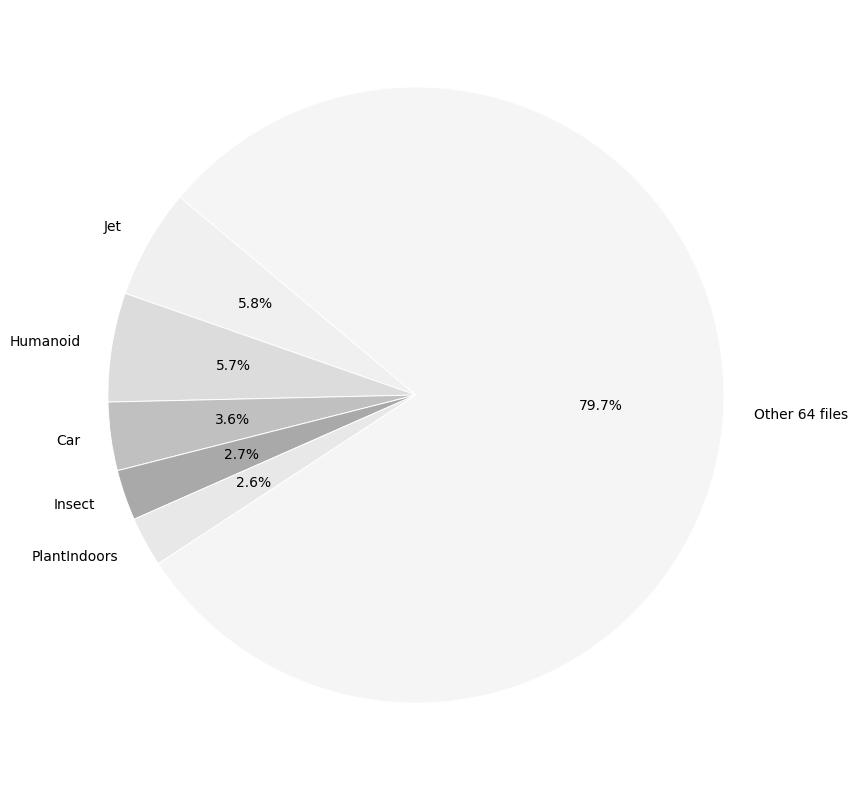 Jet
5.8%
Humanoid
5.7%
79.7%
Other 64 files
3.6%
Car
2.7%
2.6%
Insect
PlantIndoors